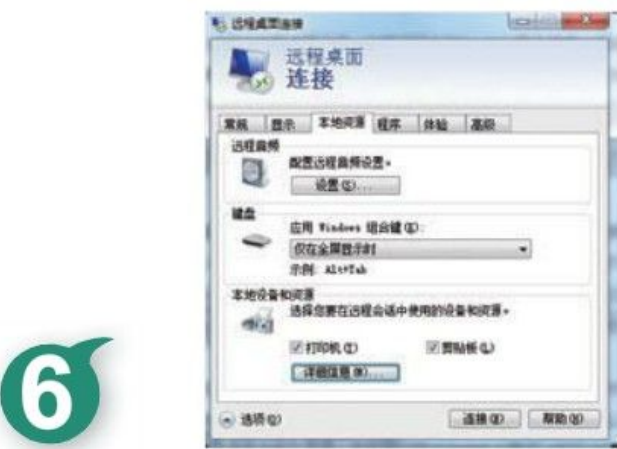 远程桌面连接
远程桌面
连接
常规 显示 本地资源 程序 体验 高级
远程音频
配置远程音频设置。
设置(S)...
键盘
应用 Windows 组合键(K):
仅在全屏显示时
示例: Alt+Tab
本地设备和资源
选择您要在远程会话中使用的设备和资源。
打印机(T) 剪贴板(L)
详细信息(M)...
选项(O) 连接(N) 帮助(H)
6